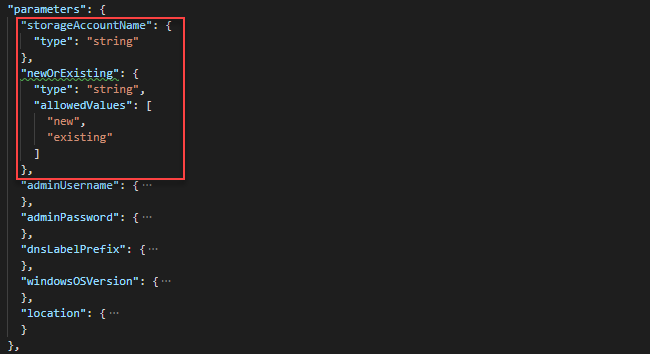 "parameters": {
"storageAccountName": {
"type": "string"
},
"newOrExisting": {
"type": "string",
"allowedValues": [
"new",
"existing"
]
},
"adminUsername": {···
},
"adminPassword": {···
},
"dnsLabelPrefix": {···
},
"windowsOSVersion": {···
},
"location": {···
}
},